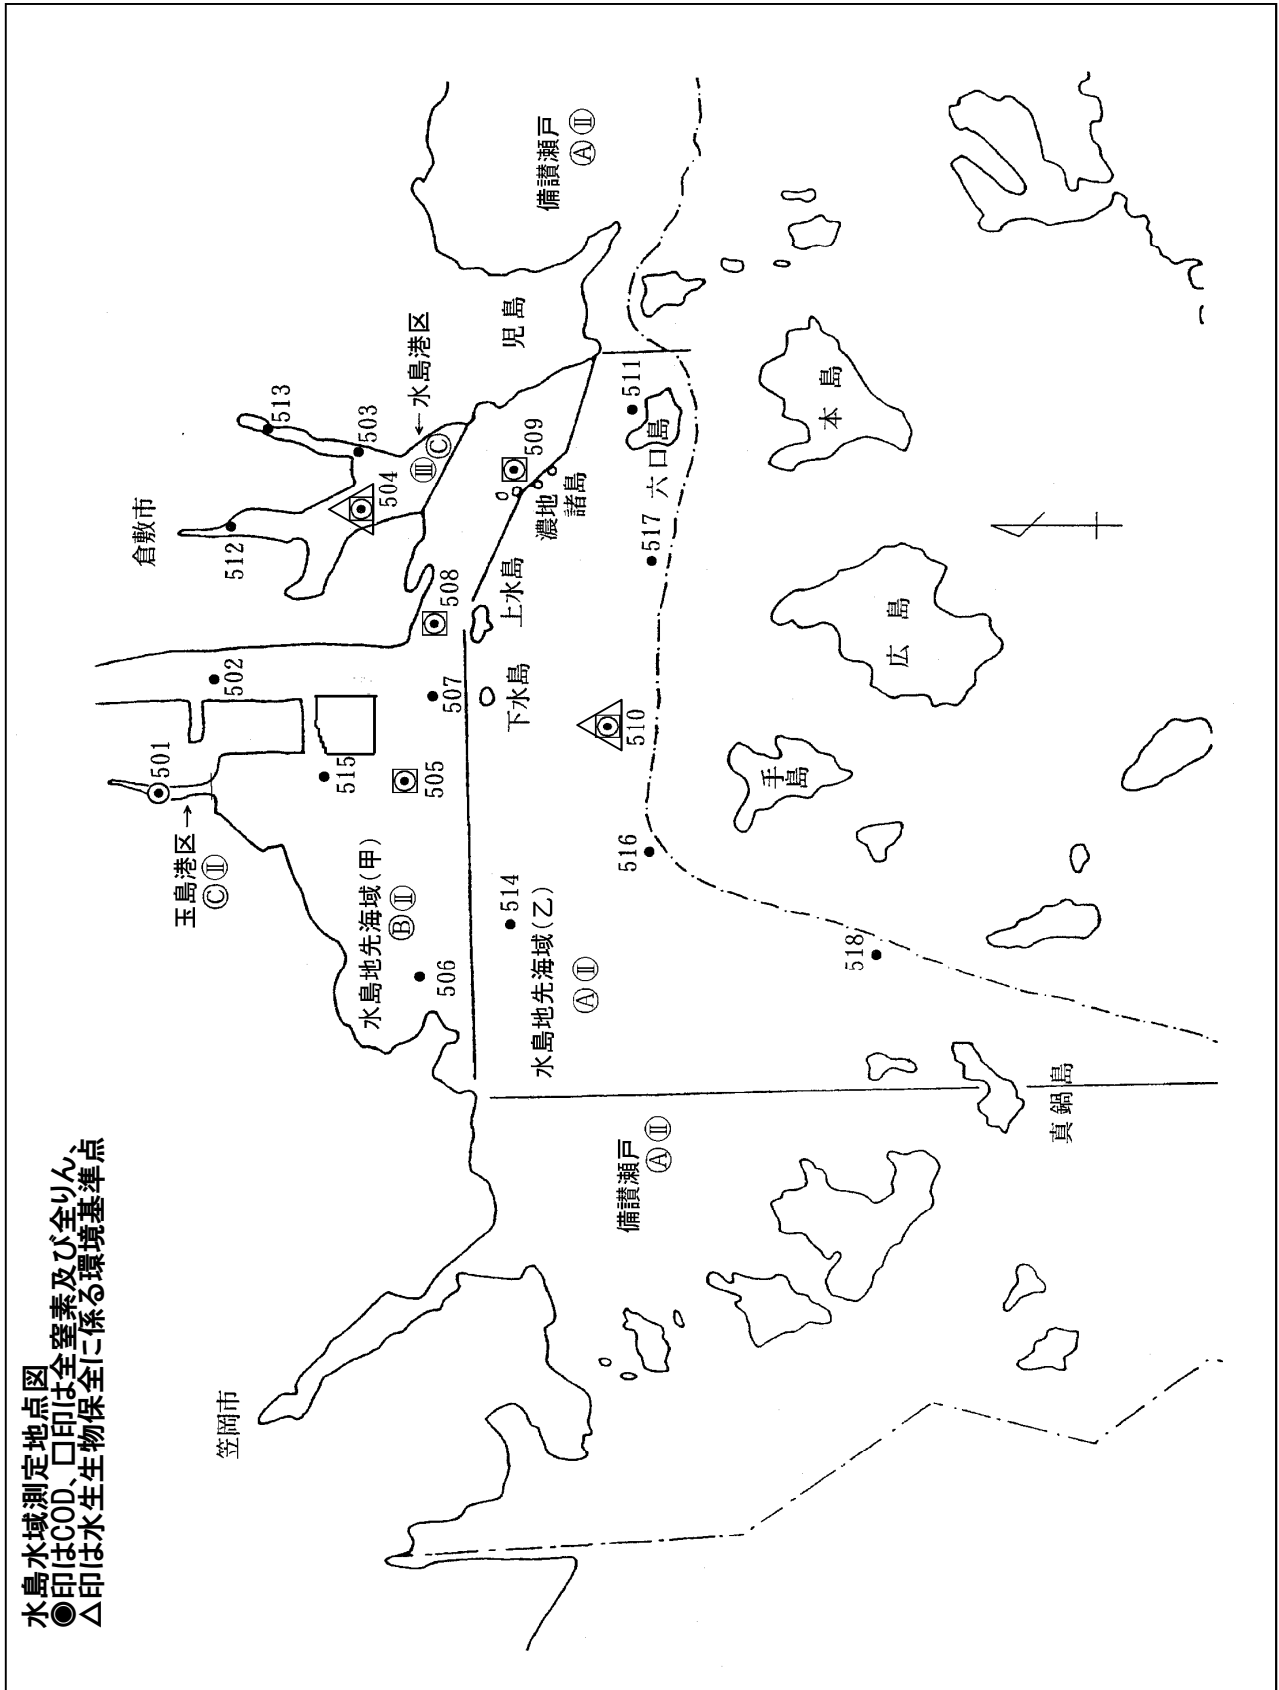 水島水域測定地点図
◉印はCOD、口印は全窒素及び全りん、
△印は水生生物保全に係る環境基準点
笠岡市
倉敷市
玉島港区→
Ⓒ Ⅱ
501
502
512
513
503
504
←水島港区
Ⅲ Ⓒ
児島
備讃瀬戸
Ⓐ Ⅱ
515
505
507
508
509
濃地
諸島
上水島
下水島
水島地先海域(甲)
Ⓑ Ⅱ
506
514
水島地先海域(乙)
Ⓐ Ⅱ
511
六口島
517
510
516
518
備讃瀬戸
Ⓐ Ⅱ
真鍋島
手島
広島
本島